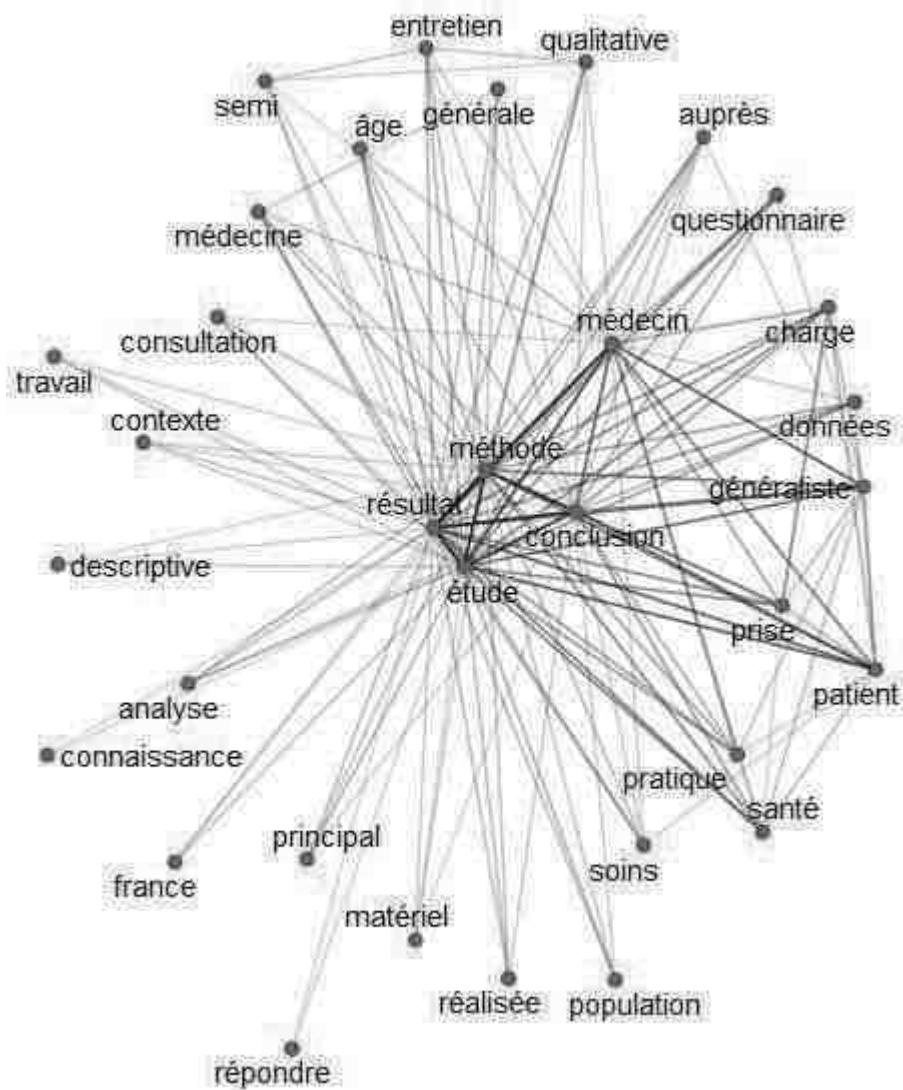 entretien
qualitative
semi
générale
âge
auprès
médecine
questionnaire
consultation
médecin
charge
travail
contexte
données
méthode
généraliste
résultat
conclusion
descriptive
étude
prise
patient
analyse
connaissance
pratique
santé
principal
soins
france
matériel
réalisée
population
répondre